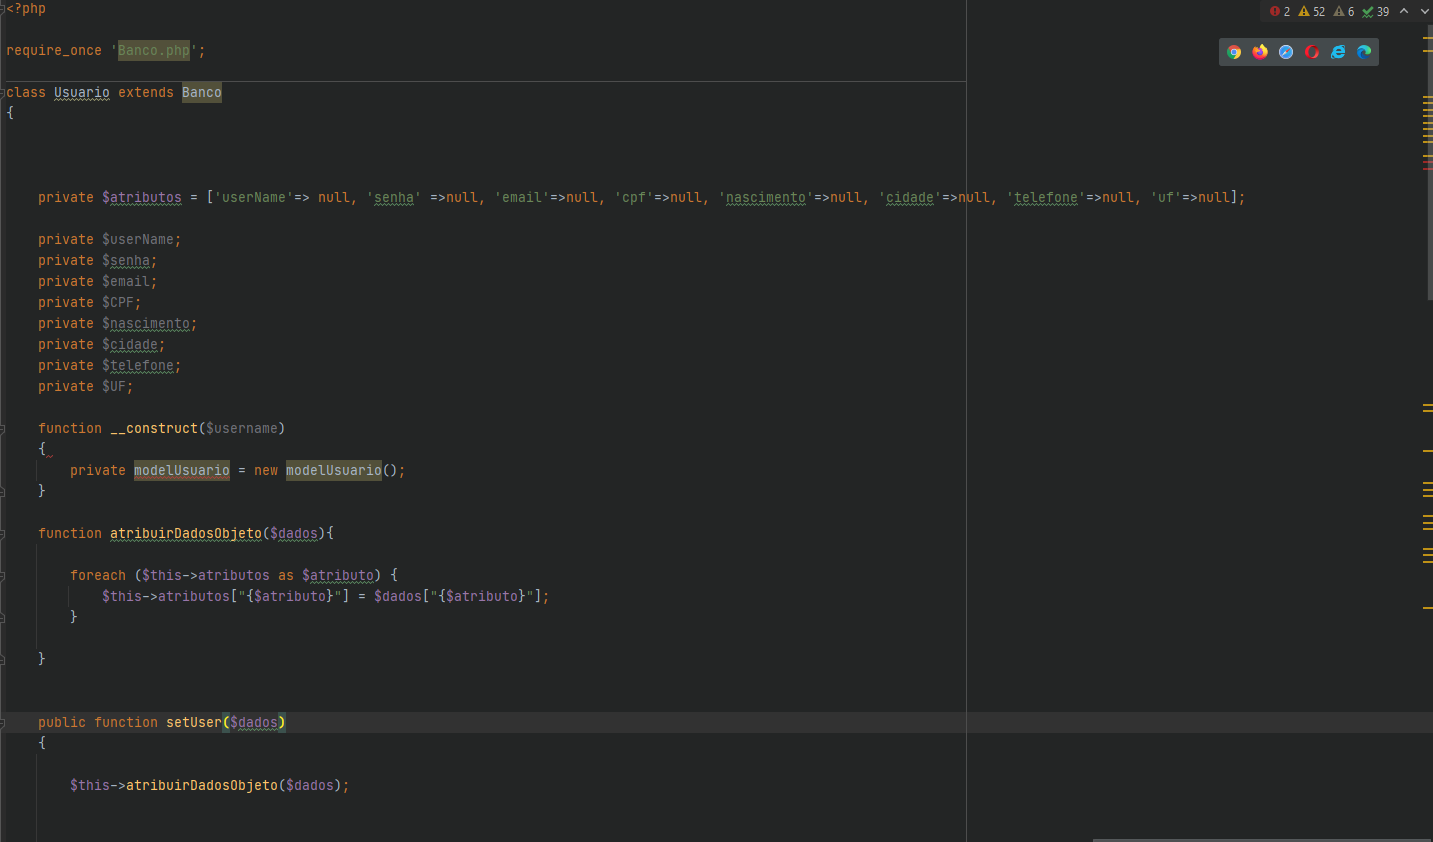 <?php
2 52 6 39
require_once 'Banco.php';
class Usuario extends Banco
{
private $atributos = ['userName'=> null, 'senha' =>null, 'email'=>null, 'cpf'=>null, 'nascimento'=>null, 'cidade'=>null, 'telefone'=>null, 'uf'=>null];
private $userName;
private $senha;
private $email;
private $CPF;
private $nascimento;
private $cidade;
private $telefone;
private $UF;
function __construct($username)
{
private modelUsuario = new modelUsuario();
}
function atribuirDadosObjeto($dados){
foreach ($this->atributos as $atributo) {
$this->atributos["{$atributo}"] = $dados["{$atributo}"];
}
}
public function setUser($dados)
{
$this->atribuirDadosObjeto($dados);